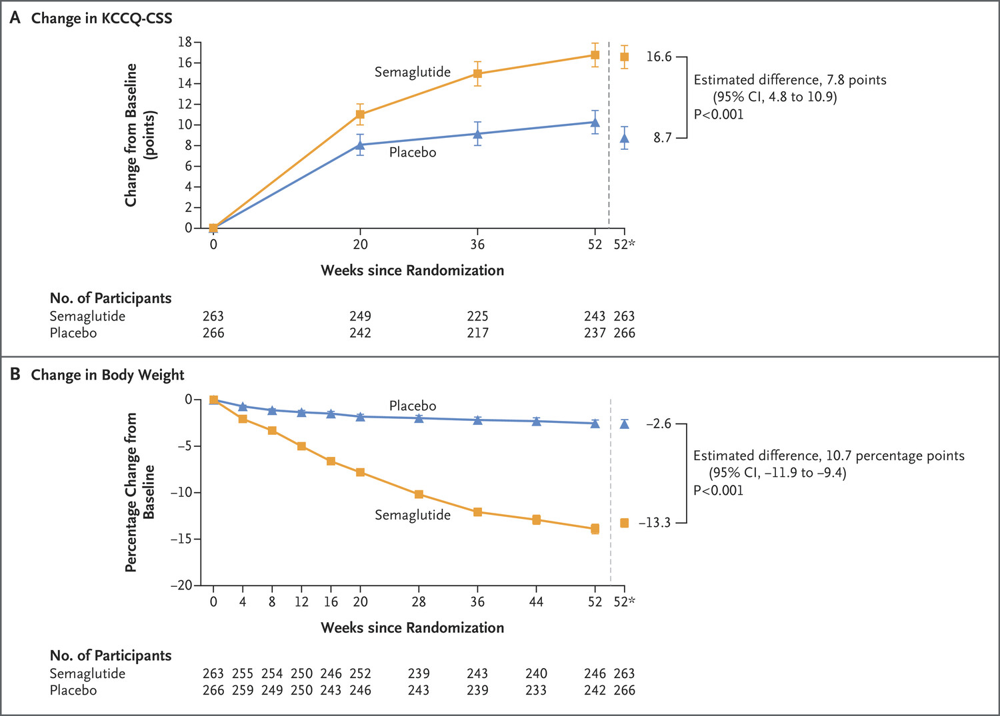 A Change in KCCQ-CSS
18
16
14
12
10
8
6
4
2
0
Change from Baseline
(points)
Semaglutide
Placebo
16.6
8.7
Estimated difference, 7.8 points
(95% CI, 4.8 to 10.9)
P<0.001
0 20 36 52 52*
Weeks since Randomization
No. of Participants
Semaglutide 263 249 225 243 263
Placebo 266 242 217 237 266
B Change in Body Weight
0
–5
–10
–15
–20
Percentage Change from
Baseline
Placebo
Semaglutide
–2.6
–13.3
Estimated difference, 10.7 percentage points
(95% CI, –11.9 to –9.4)
P<0.001
0 4 8 12 16 20 28 36 44 52 52*
Weeks since Randomization
No. of Participants
Semaglutide 263 255 254 250 246 252 239 243 240 246 263
Placebo 266 259 249 250 243 246 243 239 233 242 266